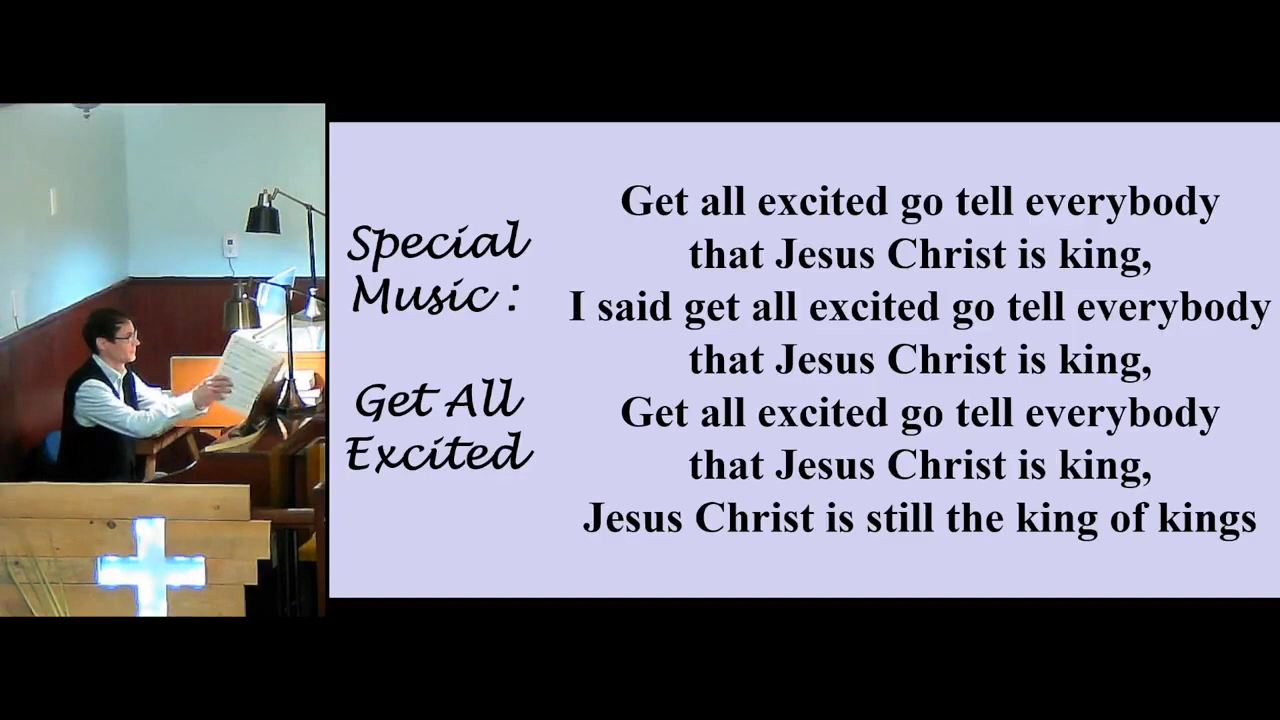 Special
Music :
Get All
Excited
Get all excited go tell everybody
that Jesus Christ is king,
I said get all excited go tell everybody
that Jesus Christ is king,
Get all excited go tell everybody
that Jesus Christ is king,
Jesus Christ is still the king of kings